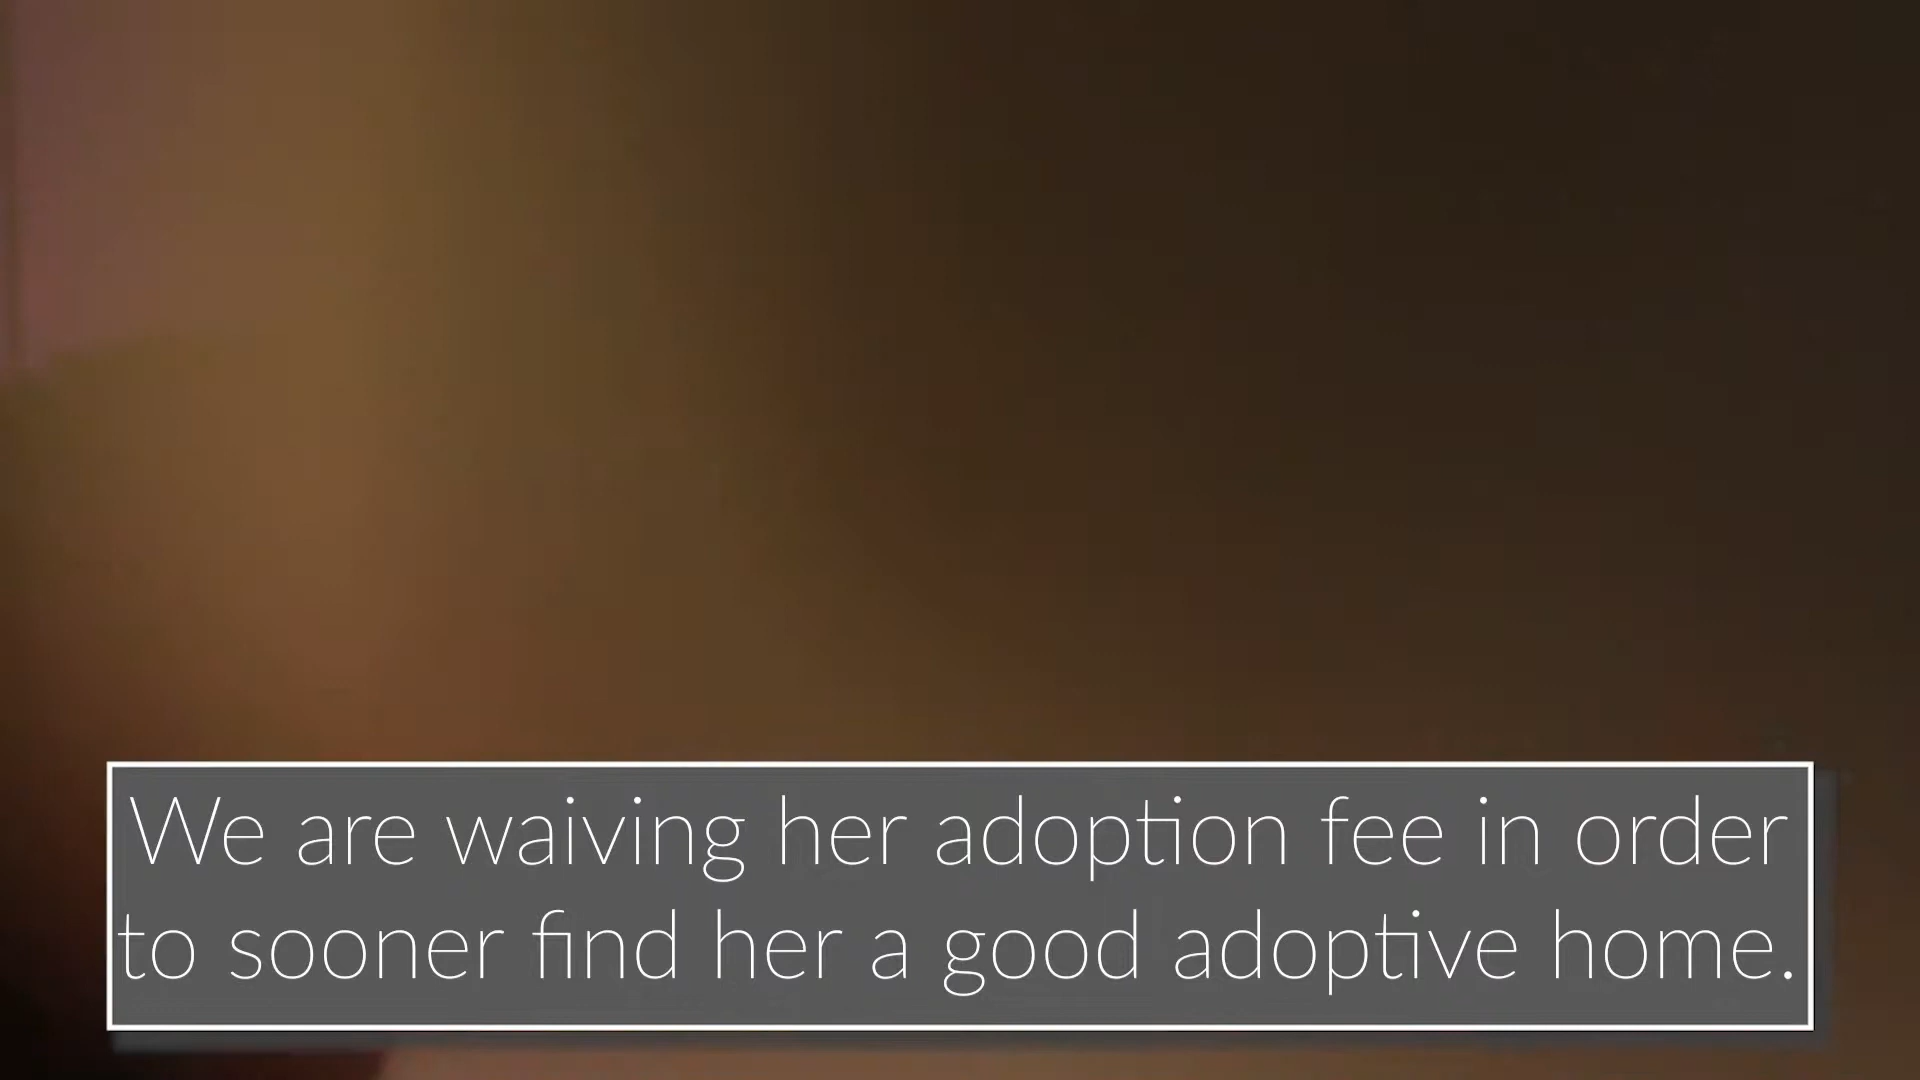 We are waiving her adoption fee in order
to sooner find her a good adoptive home.